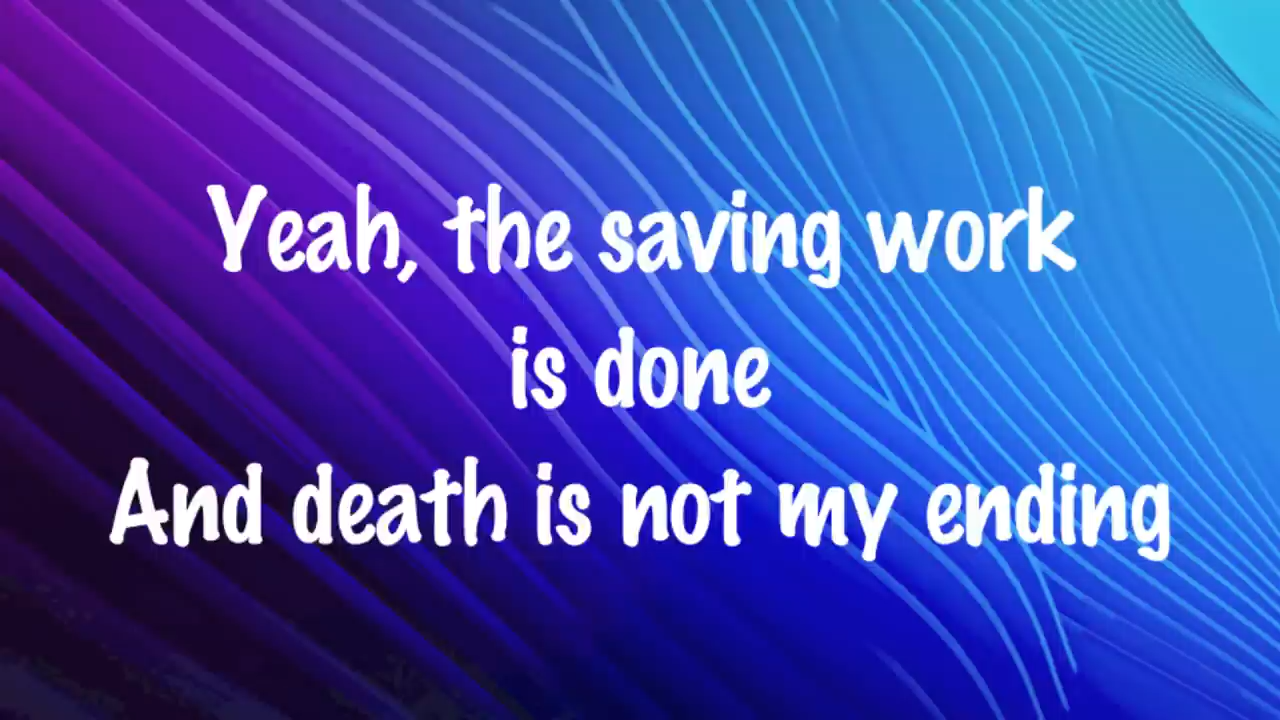 Yeah, the saving work
is done
And death is not my ending